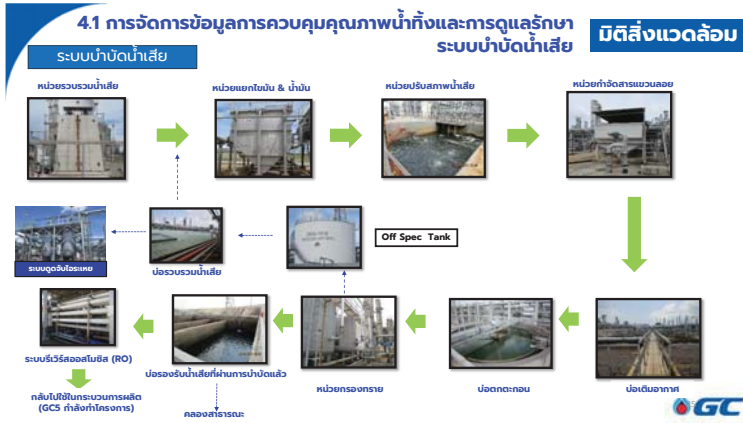 4.1 การจัดการข้อมูลการควบคุมคุณภาพน้ำทิ้งและการดูแลรักษา
ระบบบำบัดน้ำเสีย
มิติสิ่งแวดล้อม
ระบบบำบัดน้ำเสีย
หน่วยรวบรวมน้ำเสีย
หน่วยแยกไขมัน & น้ำมัน
หน่วยปรับสภาพน้ำเสีย
หน่วยกำจัดสารแขวนลอย
Off Spec Tank
ระบบดูดจับไอระเหย
บ่อรวบรวมน้ำเสีย
ระบบรีเวิร์สออสโมซิส (RO)
บ่อรองรับน้ำเสียที่ผ่านการบำบัดแล้ว
หน่วยกรองทราย
บ่อตกตะกอน
บ่อเติมอากาศ
กลับไปใช้ในกระบวนการผลิต
(GC5 กำลังทำโครงการ)
คลองสาธารณะ
GC